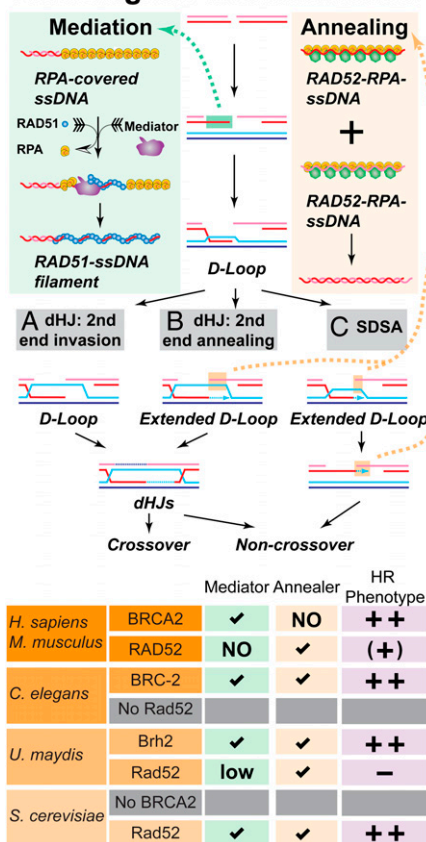 Mediation
RPA-covered
ssDNA
RAD51
Mediator
RPA
RAD51-ssDNA
filament
D-Loop
Annealing
RAD52-RPA-
ssDNA
+
RAD52-RPA-
ssDNA
A dHJ: 2nd
end invasion
B dHJ: 2nd
end annealing
C SDSA
D-Loop
Extended D-Loop
Extended D-Loop
dHJs
Crossover
Non-crossover
Mediator Annealer HR
Phenotype
H. sapiens
M. musculus
BRCA2 ✓ NO ++
RAD52 NO ✓ (+)
C. elegans
BRC-2 ✓ ✓ ++
No Rad52
U. maydis
Brh2 ✓ ✓ ++
Rad52 low ✓ −
S. cerevisiae
No BRCA2
Rad52 ✓ ✓ ++